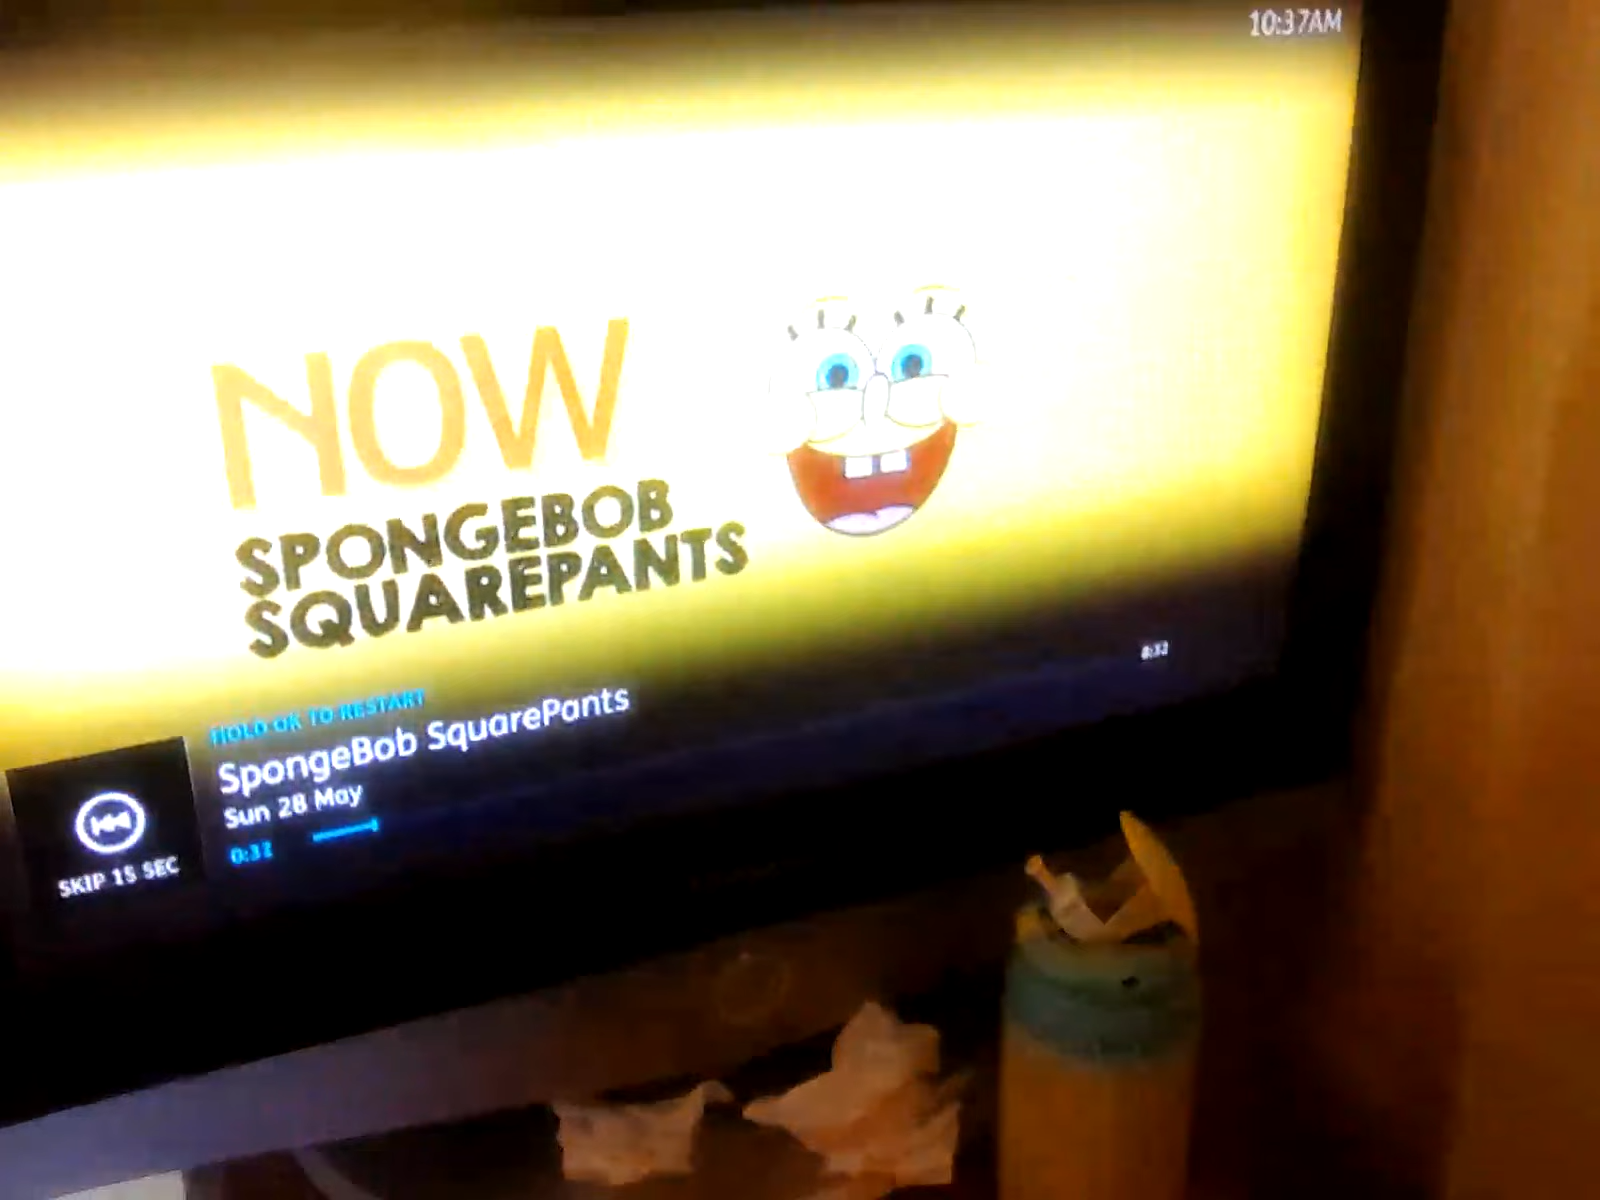 10:37AM
NOW
SPONGEBOB
SQUAREPANTS
HOLD OK TO RESTART
SpongeBob SquarePants
Sun 28 May
SKIP 15 SEC